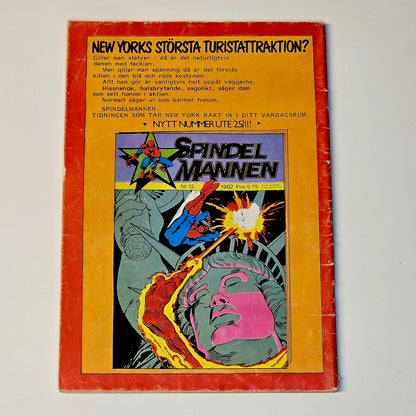 NEW YORKS STÖRSTA TURISTATTRAKTION?
Gillar man statyer - då är det naturligtvis
damen med facklan.
Men gillar man spänning då är det förstås
killen i den blå och röda kostymen.
Allt han gör är vanligtvis helt uppåt väggarna.
Hissnande, halsbrytande, sagolikt, säger dom
som sett honom i aktion.
Normalt säger vi som känner honom.
SPINDELMANNEN.
TIDNINGEN SOM TAR NEW YORK RAKT IN I DITT VARDAGSRUM.
NYTT NUMMER UTE 25/11!
SPINDEL
MANNEN
Nr 12 1982 Pris 5:75